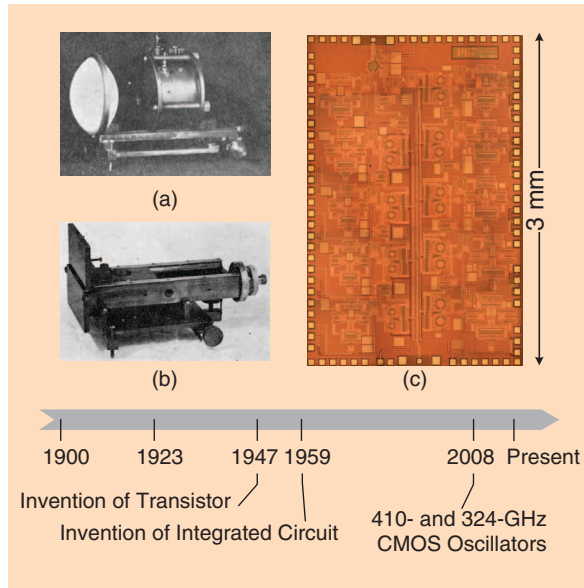 (a)
(b)
(c)
3 mm
1900 1923 1947 1959 2008 Present
Invention of Transistor
Invention of Integrated Circuit
410- and 324-GHz
CMOS Oscillators